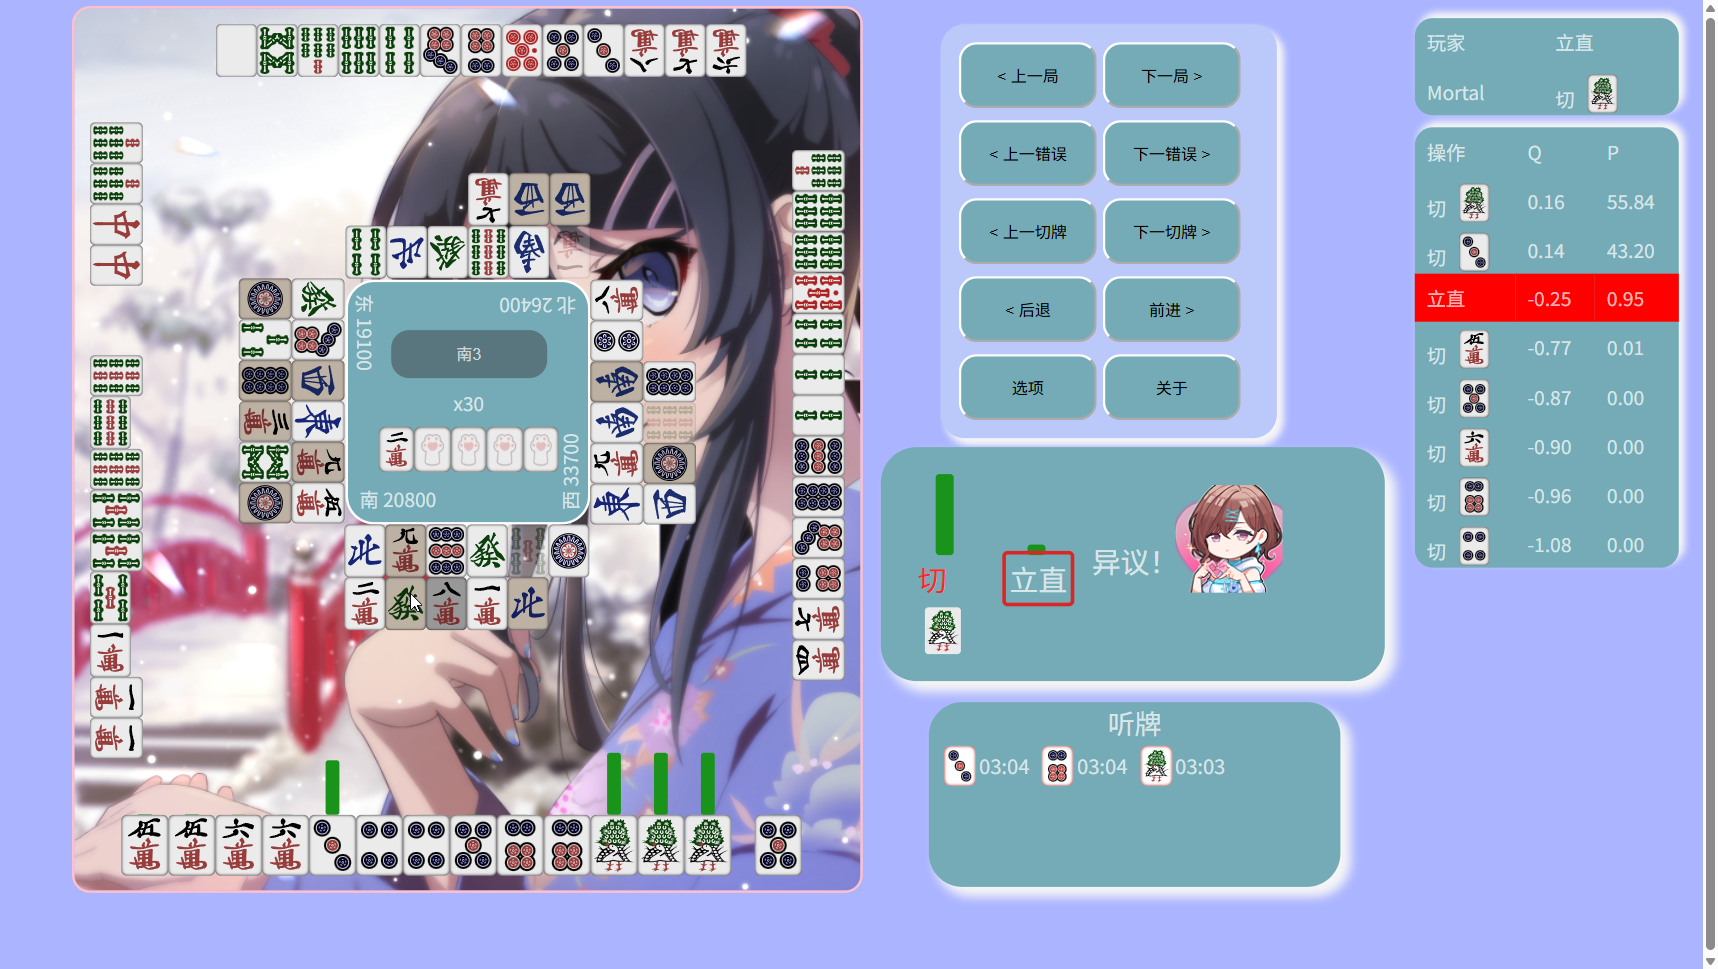 < 上一局
下一局 >
< 上一错误
下一错误 >
< 上一切牌
下一切牌 >
< 后退
前进 >
选项
关于
玩家 立直
Mortal 切
操作 Q P
切 0.16 55.84
切 0.14 43.20
立直 -0.25 0.95
切 -0.77 0.01
切 -0.87 0.00
切 -0.90 0.00
切 -0.96 0.00
切 -1.08 0.00
北 26400
东 19100
南3
x30
西 33700
南 20800
切
立直
异议！
听牌
03:04 03:04 03:03